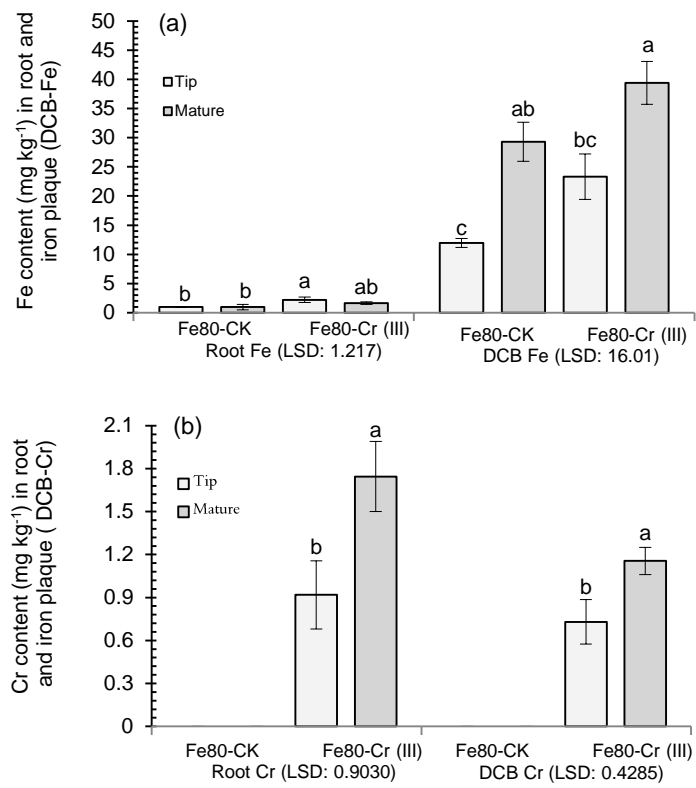 Fe content (mg kg⁻¹) in root and
iron plaque (DCB-Fe)
50
45
40
35
30
25
20
15
10
5
0
(a)
Tip
Mature
b
b
a
ab
c
ab
bc
a
Fe80-CK
Fe80-Cr (III)
Root Fe (LSD: 1.217)
Fe80-CK
Fe80-Cr (III)
DCB Fe (LSD: 16.01)
Cr content (mg kg⁻¹) in root
and iron plaque ( DCB-Cr)
2.1
1.8
1.5
1.2
0.9
0.6
0.3
0
(b)
Tip
Mature
b
a
b
a
Fe80-CK
Fe80-Cr (III)
Root Cr (LSD: 0.9030)
Fe80-CK
Fe80-Cr (III)
DCB Cr (LSD: 0.4285)